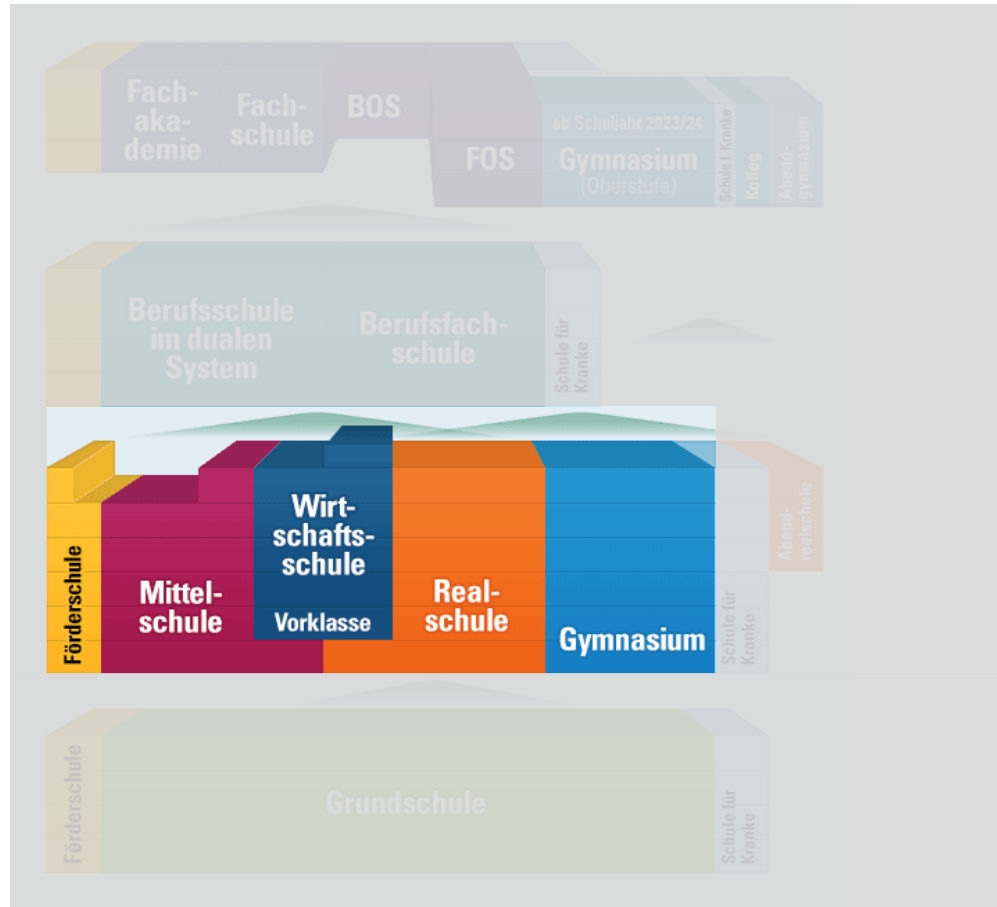 Fach-
aka-
demie
Fach-
schule
BOS
FOS
ab Schuljahr 2023/24
Gymnasium
(Oberstufe)
Schule f. Kranke
Kolleg
Abend-
gymnasium
Berufsschule
im dualen
System
Berufsfach-
schule
Schule für
Kranke
Förderschule
Mittel-
schule
Wirt-
schafts-
schule
Vorklasse
Real-
schule
Gymnasium
Schule für
Kranke
Abend-
realschule
Förderschule
Grundschule
Schule für
Kranke